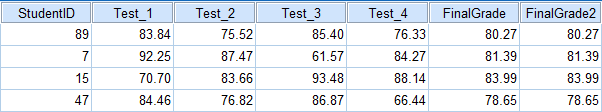 StudentID Test_1 Test_2 Test_3 Test_4 FinalGrade FinalGrade2
89 83.84 75.52 85.40 76.33 80.27 80.27
7 92.25 87.47 61.57 84.27 81.39 81.39
15 70.70 83.66 93.48 88.14 83.99 83.99
47 84.46 76.82 86.87 66.44 78.65 78.65